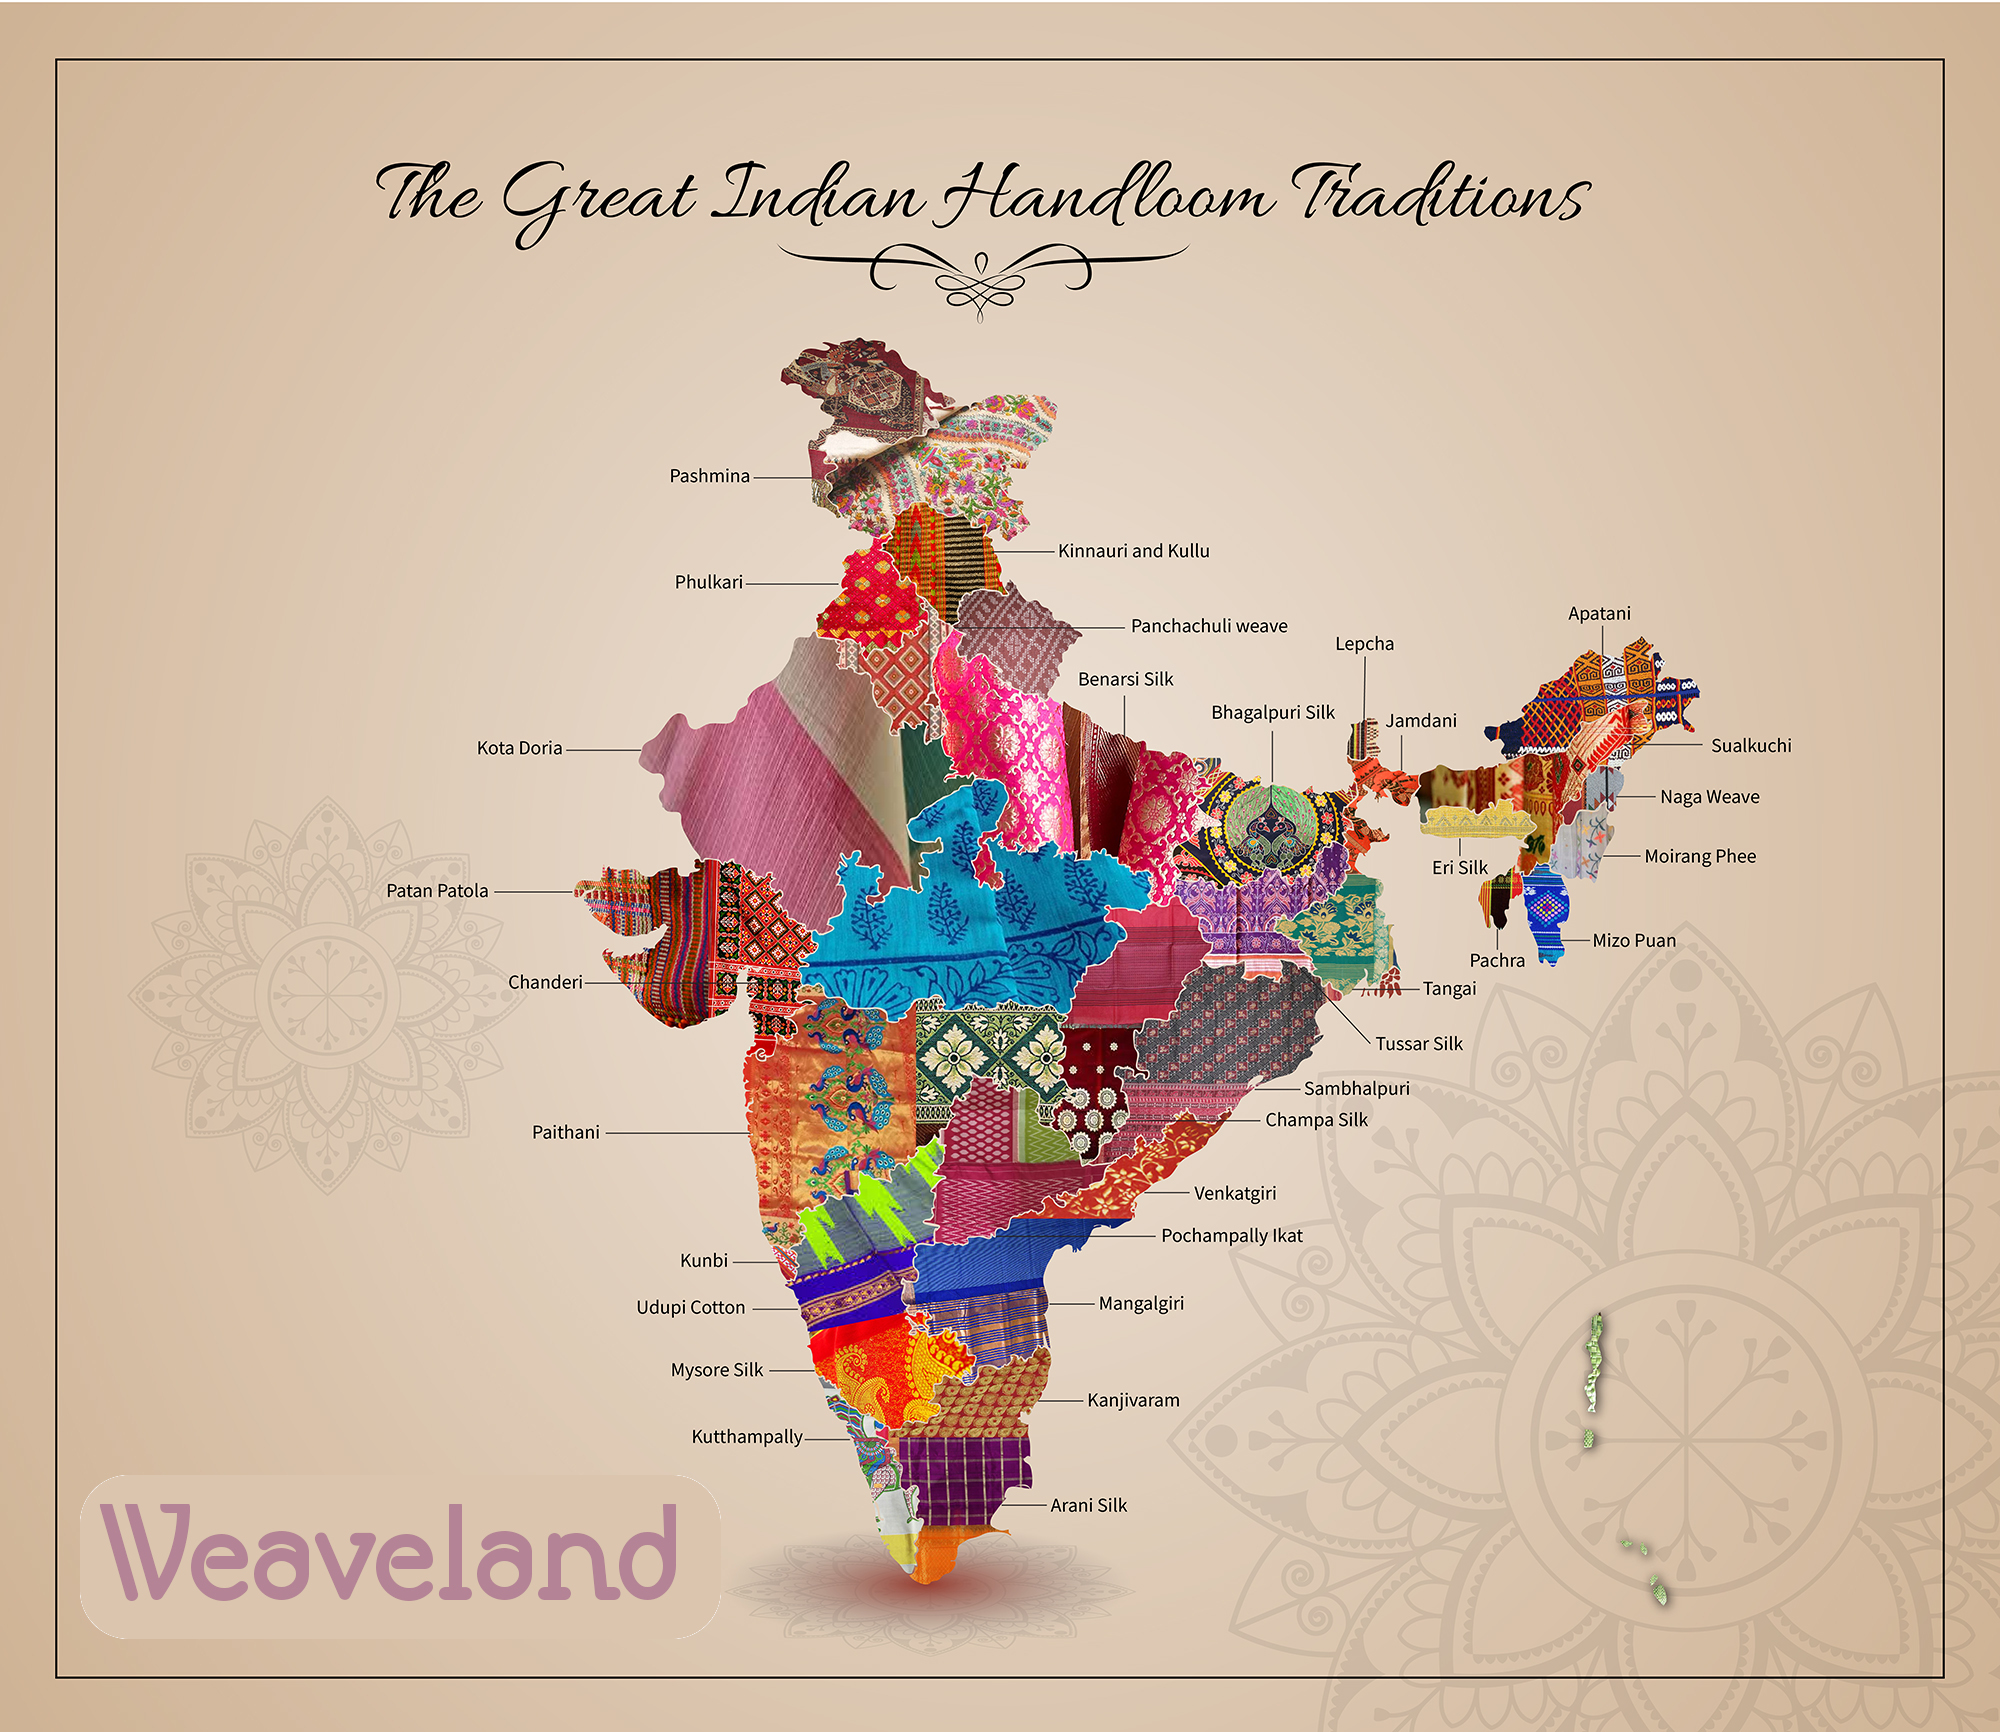 The Great Indian Handloom Traditions
Pashmina
Kinnauri and Kullu
Phulkari
Panchachuli weave
Apatani
Lepcha
Benarsi Silk
Bhagalpuri Silk
Jamdani
Kota Doria
Sualkuchi
Naga Weave
Moirang Phee
Eri Silk
Patan Patola
Mizo Puan
Pachra
Chanderi
Tangai
Tussar Silk
Sambhalpuri
Champa Silk
Paithani
Venkatgiri
Pochampally Ikat
Kunbi
Mangalgiri
Udupi Cotton
Mysore Silk
Kanjivaram
Kutthampally
Arani Silk
Weaveland